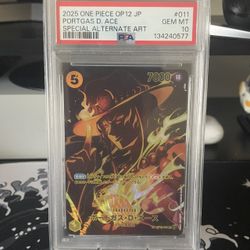 2025 ONE PIECE OP12 JP #011
PORTGAS D. ACE GEM MT
SPECIAL ALTERNATE ART 10
PSA 134240577
5 7000
ポートガス・D・エース